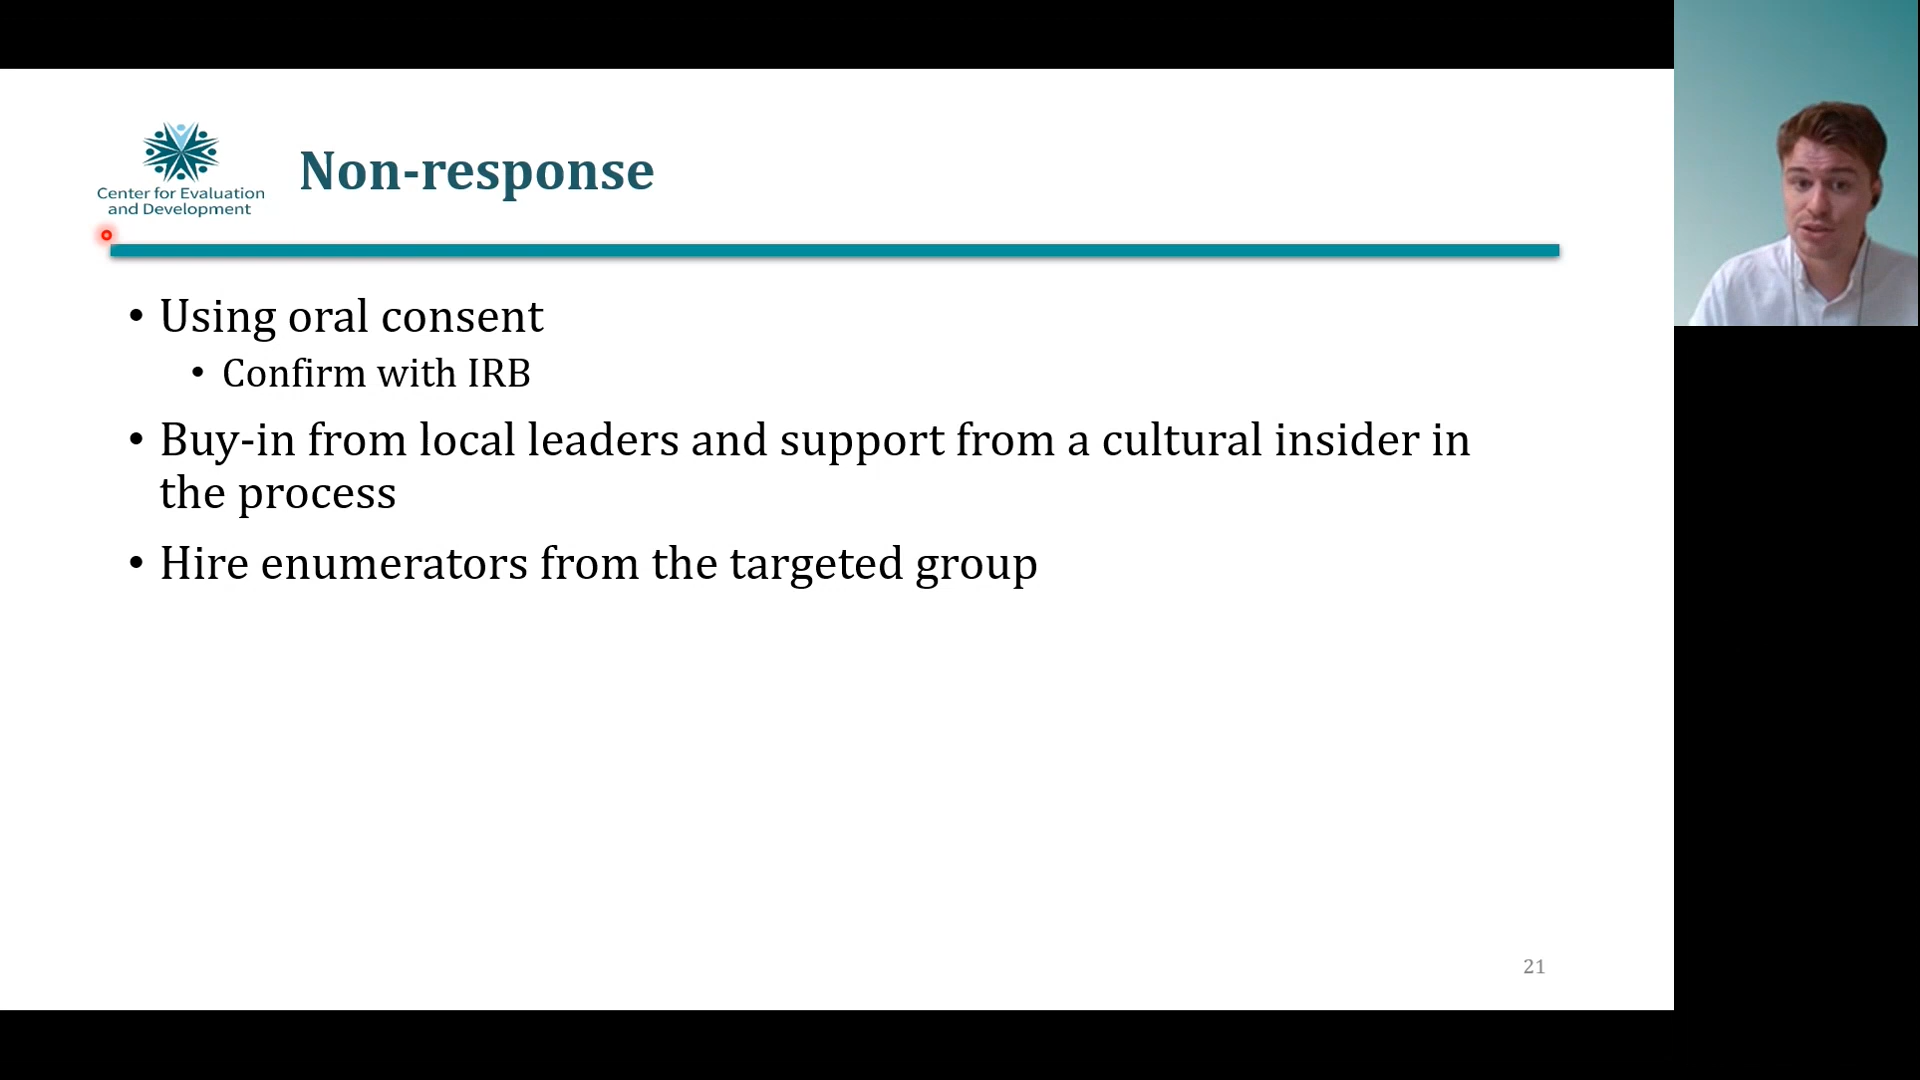 Center for Evaluation
and Development
Non-response
• Using oral consent
• Confirm with IRB
• Buy-in from local leaders and support from a cultural insider in
the process
• Hire enumerators from the targeted group
21